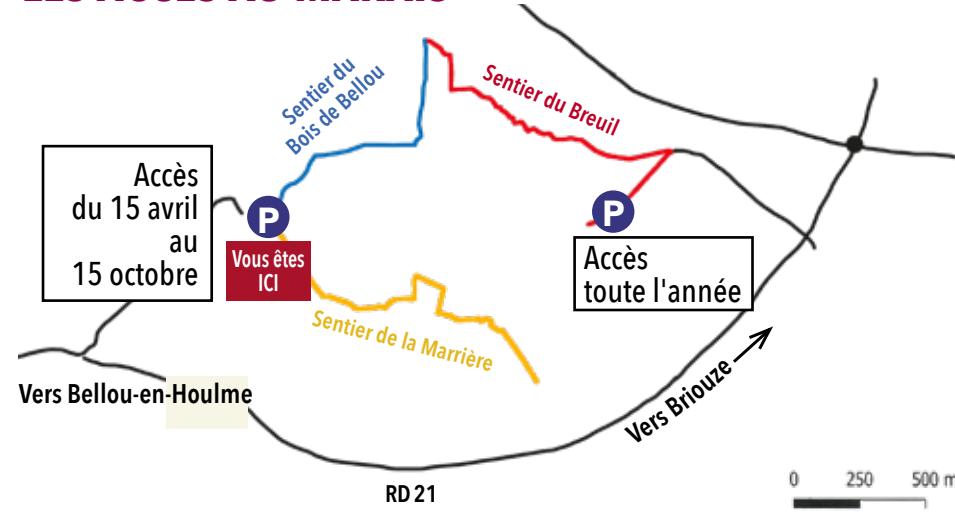 Sentier du
Bois de Bellou
Sentier du Breuil
Accès
du 15 avril
au
15 octobre
P
Vous êtes
ICI
P
Accès
toute l'année
Sentier de la Marrière
Vers Bellou-en-Houlme
Vers Briouze
RD 21
0 250 500 m